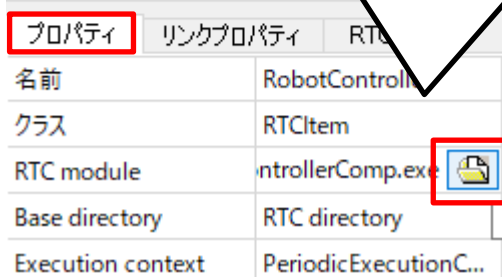 プロパティ リンクプロパティ RTC
名前 RobotControll
クラス RTCItem
RTC module ntrollerComp.exe
Base directory RTC directory
Execution context PeriodicExecutionC...